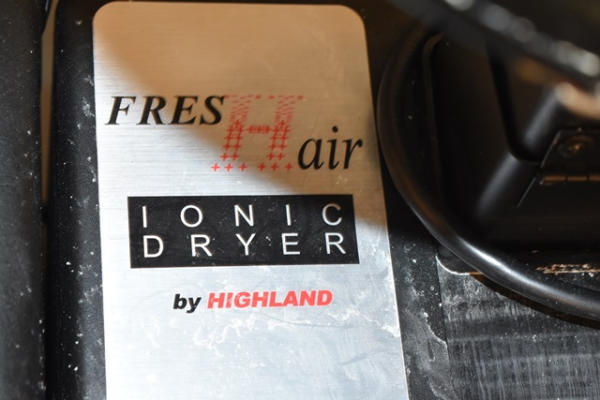 FRESHair
IONIC
DRYER
by HIGHLAND